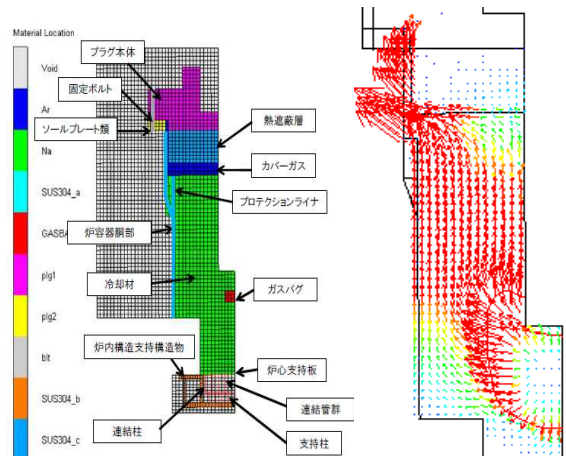 Material Location
Void
Ar
Na
SUS304_a
GASBA
plg1
plg2
blt
SUS304_b
SUS304_c
プラグ本体
固定ボルト
ソールプレート類
熱遮蔽層
カバーガス
プロテクションライナ
炉容器胴部
冷却材
ガスバグ
炉内構造支持構造物
炉心支持板
連結管群
連結柱
支持柱